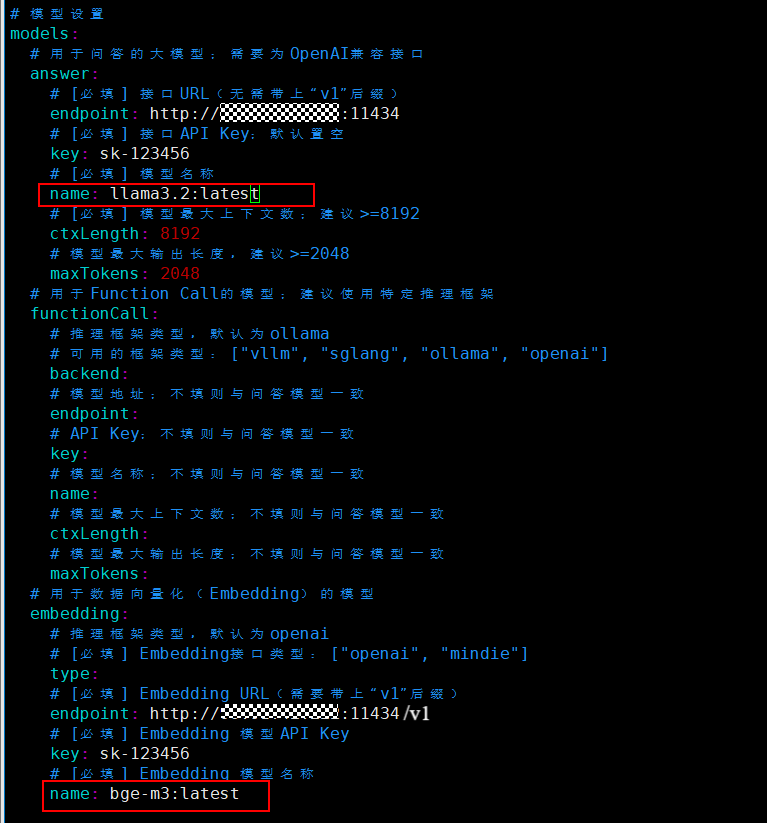 # 模型设置
models:
# 用于问答的大模型；需要为OpenAI兼容接口
answer:
# [必填] 接口URL（无需带上“v1”后缀）
endpoint: http://:11434
# [必填] 接口API Key；默认置空
key: sk-123456
# [必填] 模型名称
name: llama3.2:latest
# [必填] 模型最大上下文数；建议>=8192
ctxLength: 8192
# 模型最大输出长度，建议>=2048
maxTokens: 2048
# 用于Function Call的模型；建议使用特定推理框架
functionCall:
# 推理框架类型，默认为ollama
# 可用的框架类型：["vllm", "sglang", "ollama", "openai"]
backend:
# 模型地址；不填则与问答模型一致
endpoint:
# API Key；不填则与问答模型一致
key:
# 模型名称；不填则与问答模型一致
name:
# 模型最大上下文数；不填则与问答模型一致
ctxLength:
# 模型最大输出长度；不填则与问答模型一致
maxTokens:
# 用于数据向量化（Embedding）的模型
embedding:
# 推理框架类型，默认为openai
# [必填] Embedding接口类型：["openai", "mindie"]
type:
# [必填] Embedding URL（需要带上“v1”后缀）
endpoint: http://:11434/v1
# [必填] Embedding 模型API Key
key: sk-123456
# [必填] Embedding 模型名称
name: bge-m3:latest